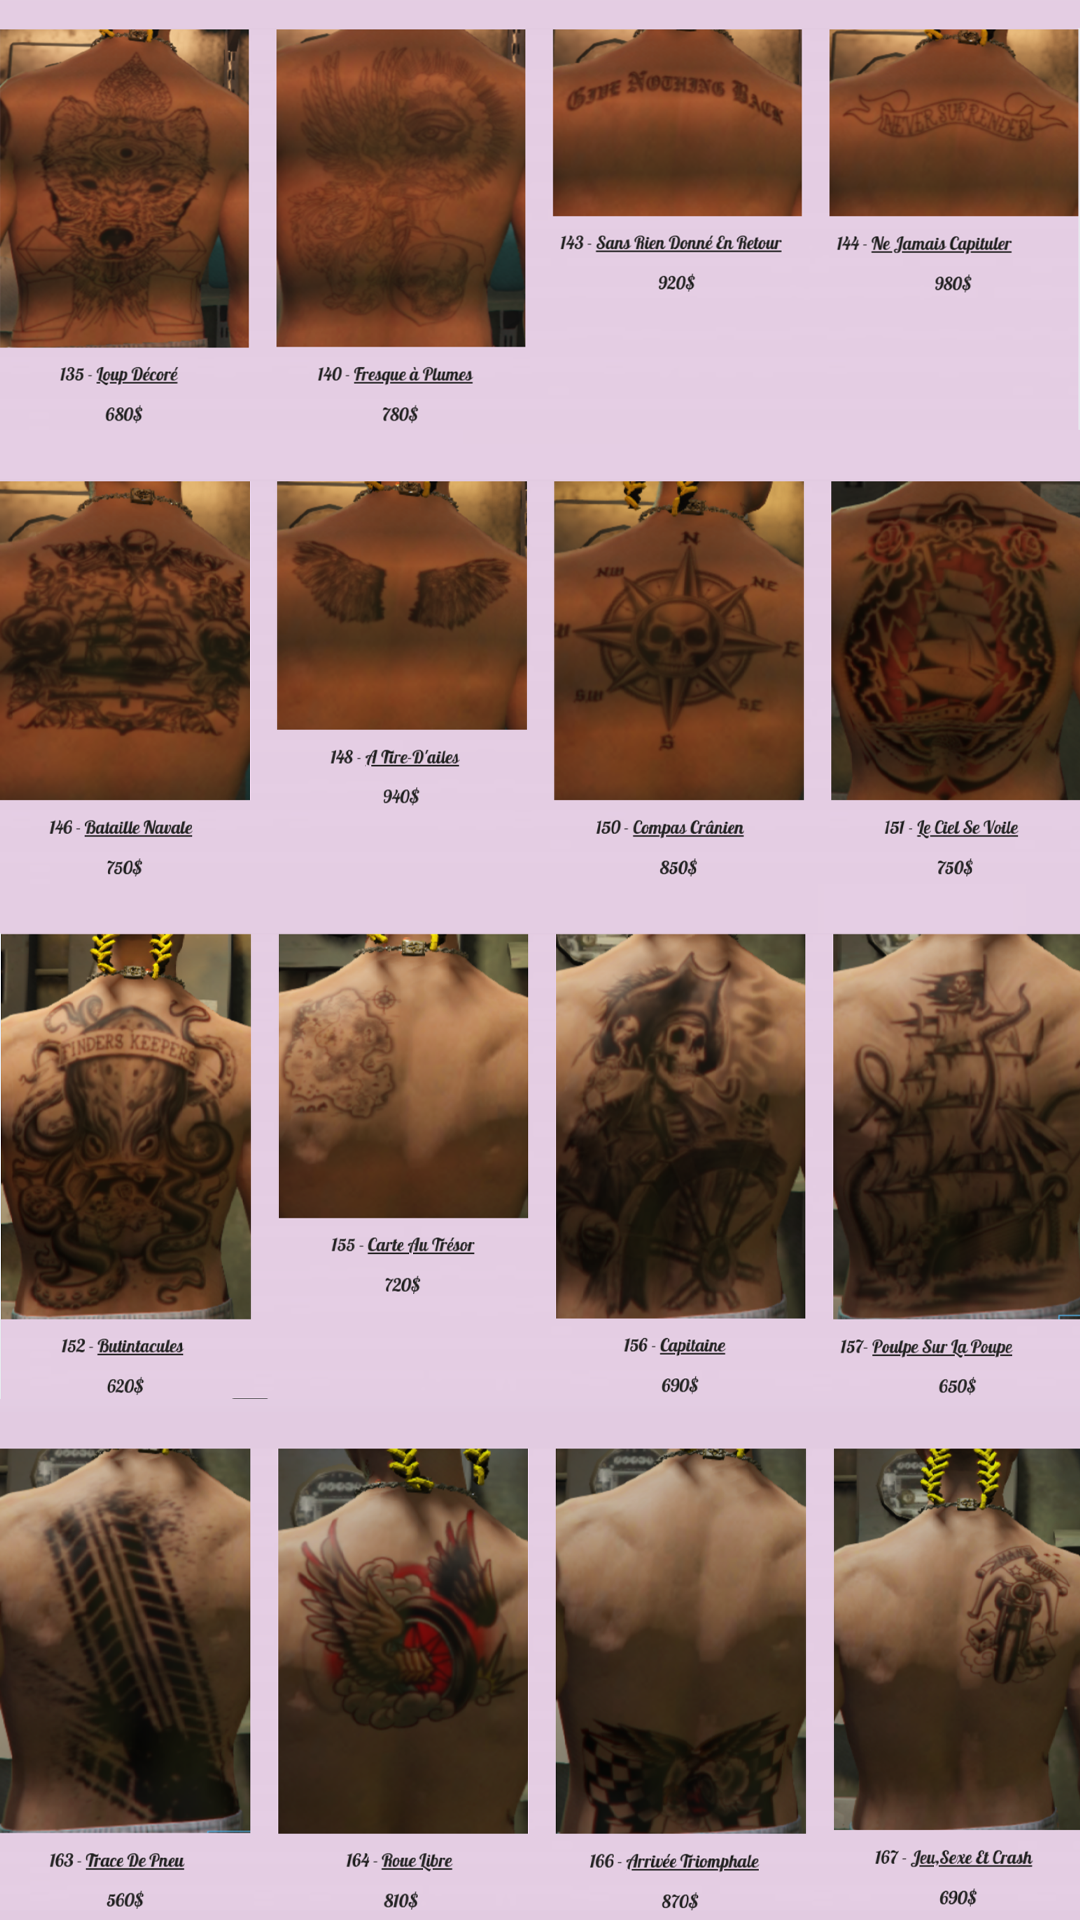 GIVE NOTHING BACK
NEVER SURRENDER
143 - Sans Rien Donné En Retour
144 - Ne Jamais Capituler
920$
980$
135 - Loup Décoré
140 - Fresque à Plumes
680$
780$
N
NW
NE
E
SW
SE
S
148 - A Tire-D'ailes
940$
146 - Bataille Navale
150 - Compas Crânien
151 - Le Ciel Se Voile
750$
850$
750$
FINDERS KEEPERS
155 - Carte Au Trésor
720$
152 - Butintacules
156 - Capitaine
157- Poulpe Sur La Poupe
620$
690$
650$
163 - Trace De Pneu
164 - Roue Libre
166 - Arrivée Triomphale
167 - Jeu,Sexe Et Crash
560$
810$
870$
690$